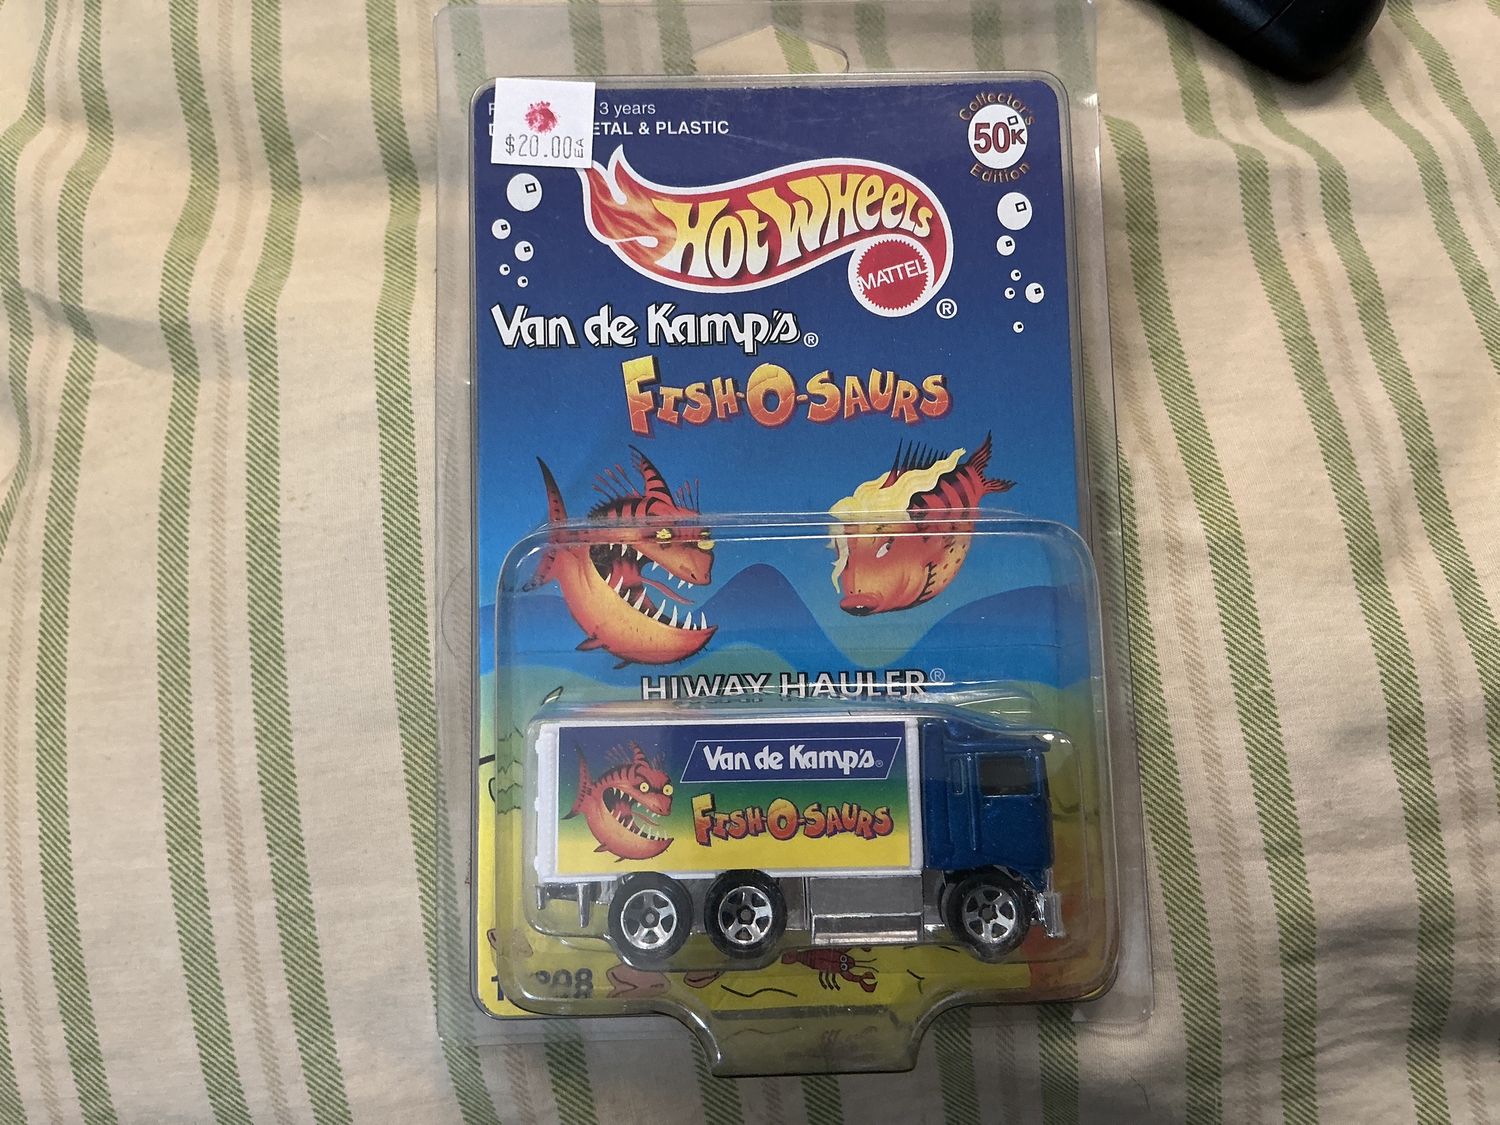 3 years
ETAL & PLASTIC
$20.00EA
Collector's
50K
Edition
Hot Wheels
MATTEL
®
Van de Kamp's®
FISH-O-SAURS
HIWAY HAULER®
Van de Kamp's®
FISH-O-SAURS